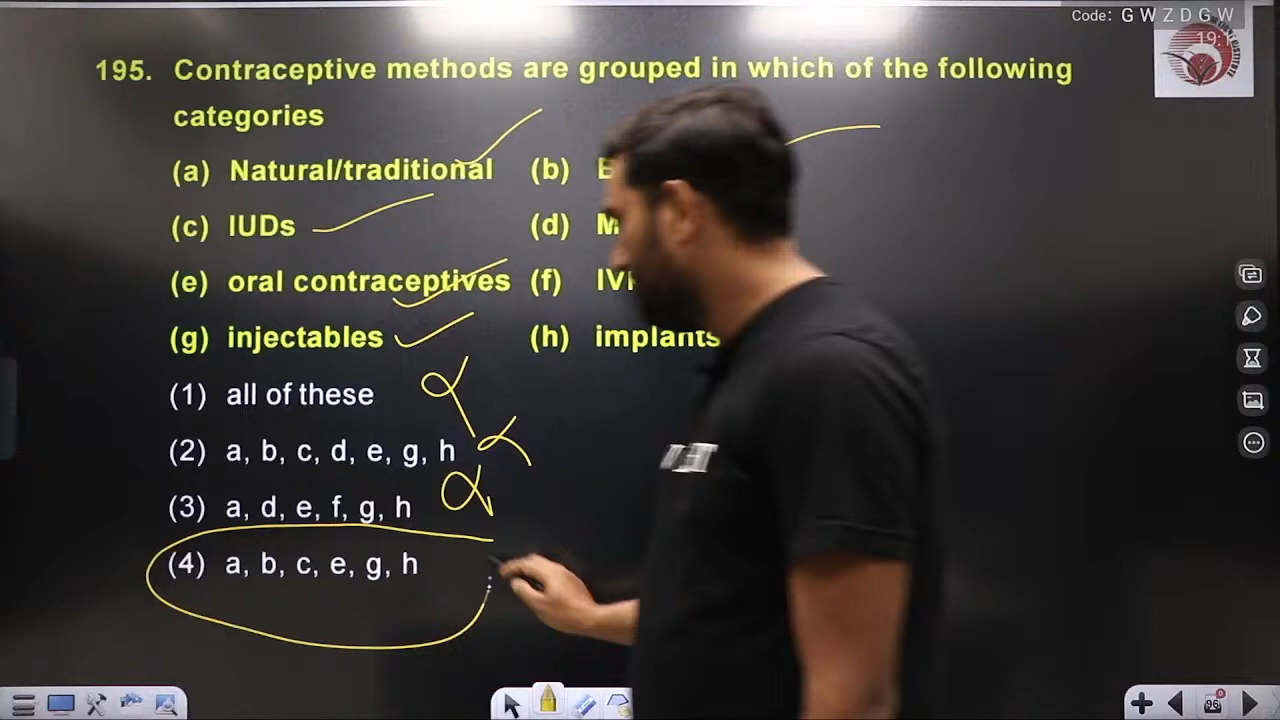 Code: G W Z D G W
195. Contraceptive methods are grouped in which of the following
categories
(a) Natural/traditional (b)
(c) IUDs (d)
(e) oral contraceptives (f)
(g) injectables (h) implants
(1) all of these
(2) a, b, c, d, e, g, h
(3) a, d, e, f, g, h
(4) a, b, c, e, g, h